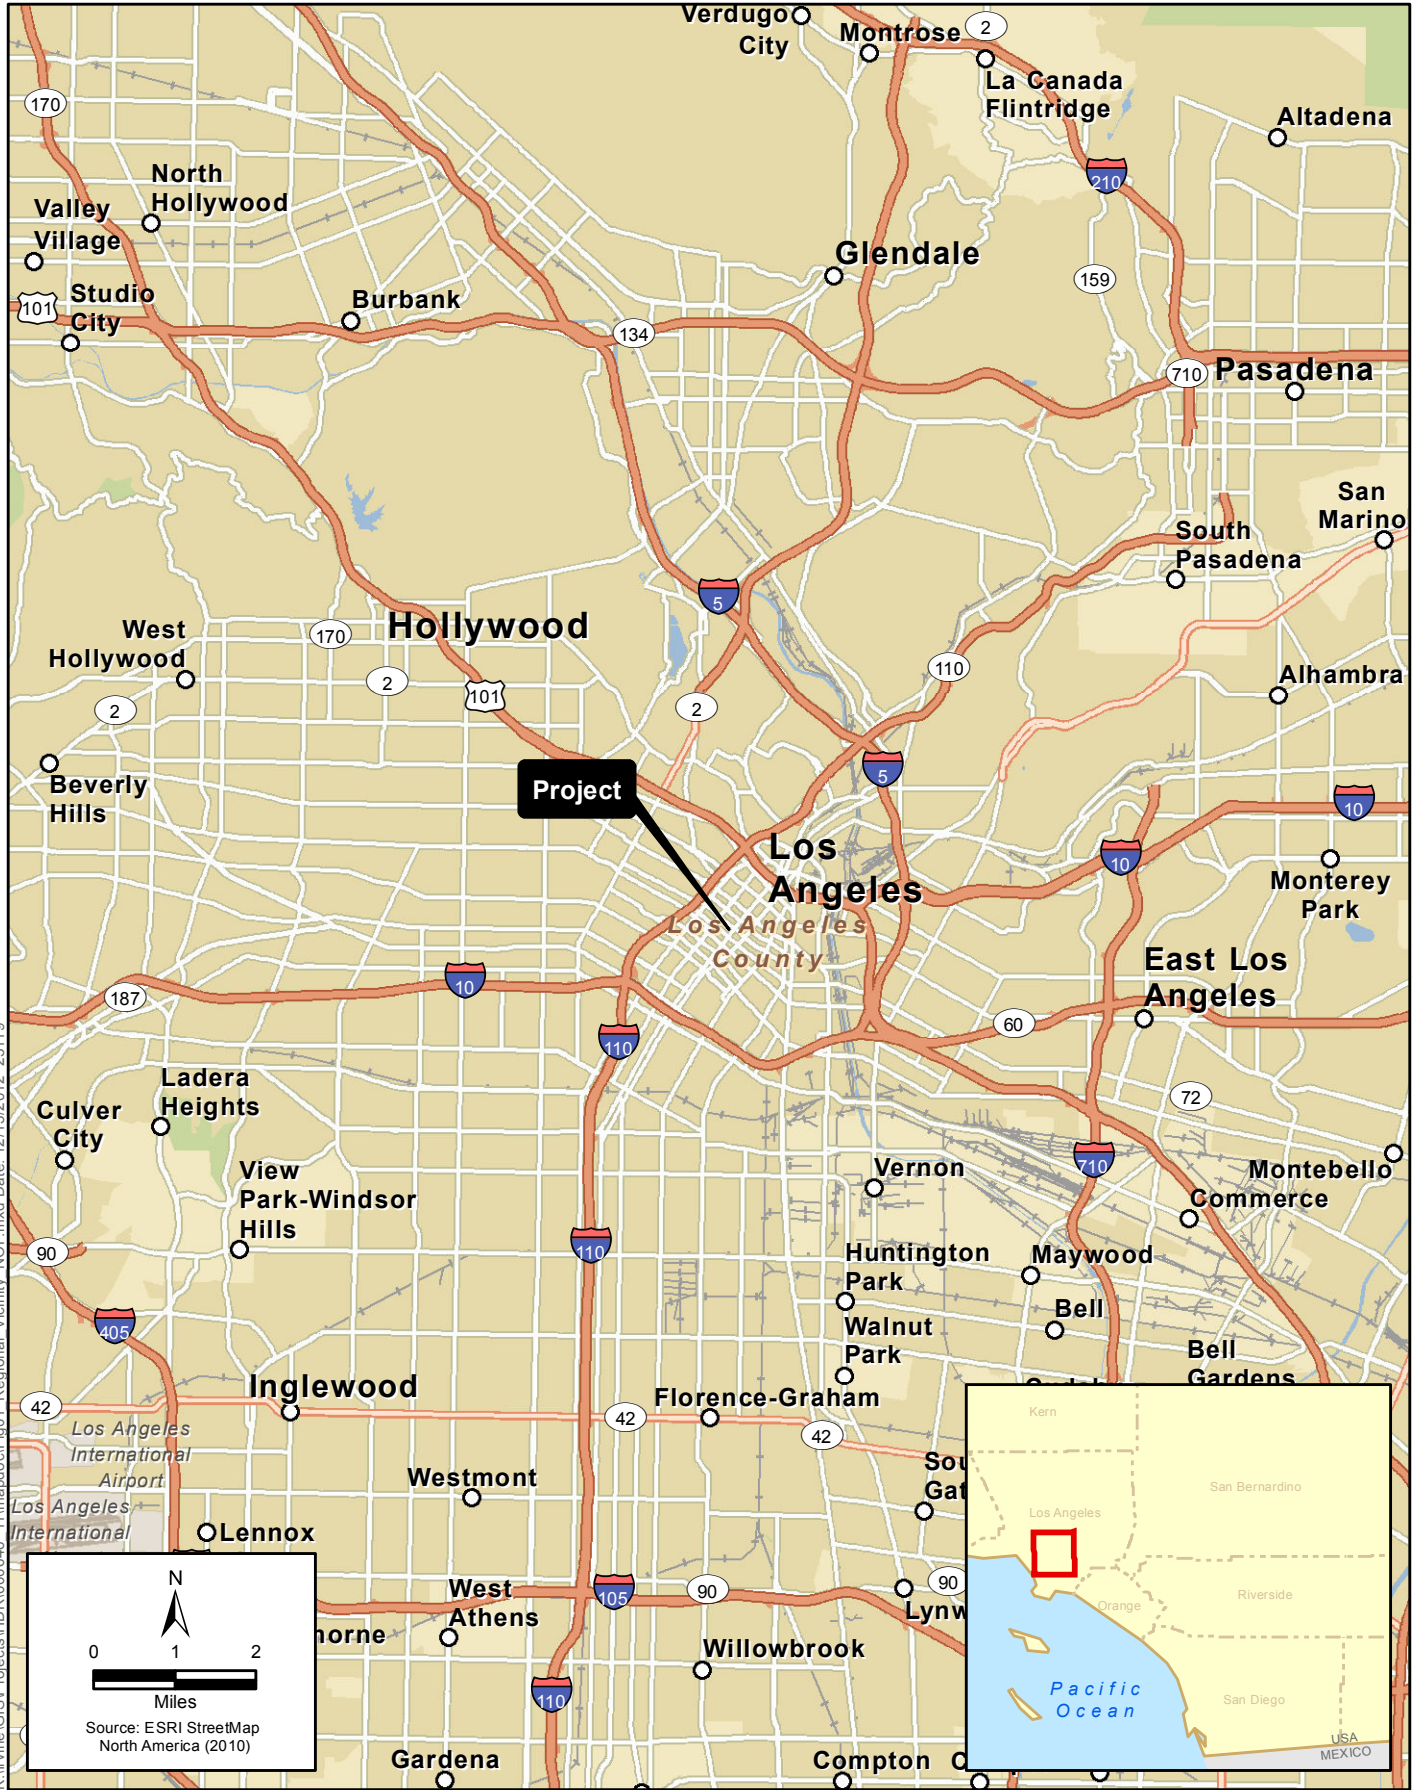 Verdugo
City
Montrose
2
La Canada
Flintridge
Altadena
170
210
North
Hollywood
Valley
Village
Glendale
159
101
Studio
City
Burbank
134
710
Pasadena
San
Marino
South
Pasadena
5
Hollywood
West
Hollywood
170
110
2
101
2
2
Alhambra
Beverly
Hills
5
Project
10
Los
Angeles
10
Monterey
Park
Los Angeles
County
East Los
Angeles
10
187
60
110
Ladera
Heights
72
Culver
City
710
Vernon
Montebello
View
Park-Windsor
Hills
Commerce
90
110
Huntington
Park
Maywood
405
Bell
Walnut
Park
Bell
Gardens
Inglewood
42
Florence-Graham
42
42
Los Angeles
International
Airport
Westmont
Los Angeles
International
Lennox
West
Athens
105
90
90
Willowbrook
110
Gardena
Compton
N
0 1 2
Miles
Source: ESRI StreetMap
North America (2010)
Kern
San Bernardino
Los Angeles
Riverside
Orange
Pacific
Ocean
San Diego
USA
MEXICO